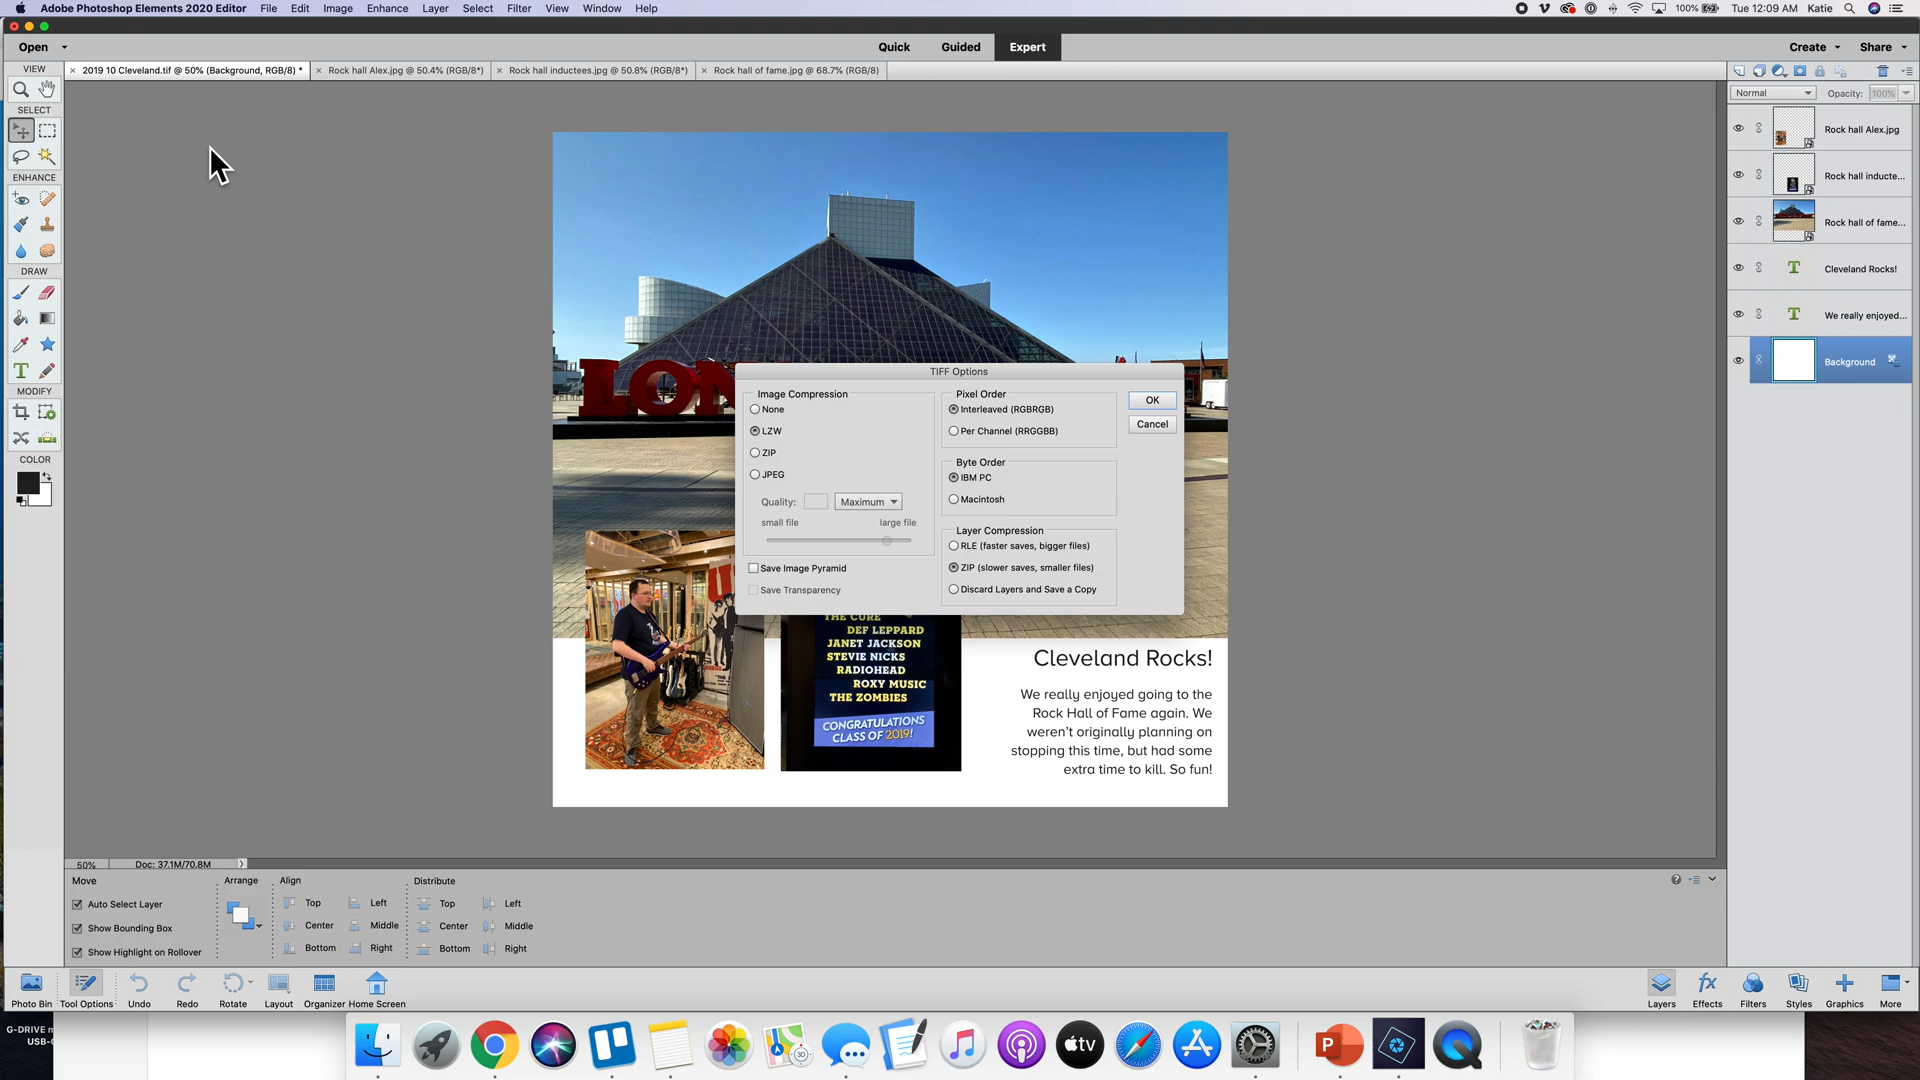 Adobe Photoshop Elements 2020 Editor File Edit Image Enhance Layer Select Filter View Window Help 100% Tue 12:09 AM Katie
Open Quick Guided Expert Create Share
VIEW
2019 10 Cleveland.tif @ 50% (Background, RGB/8) * Rock hall Alex.jpg @ 50.4% (RGB/8*) Rock hall inductees.jpg @ 50.8% (RGB/8*) Rock hall of fame.jpg @ 68.7% (RGB/8)
Normal Opacity: 100%
SELECT
ENHANCE
DRAW
MODIFY
COLOR
Rock hall Alex.jpg
Rock hall inducte...
Rock hall of fame...
Cleveland Rocks!
We really enjoyed...
Background
LON
TIFF Options
Image Compression
None
LZW
ZIP
JPEG
Quality: Maximum
small file large file
Save Image Pyramid
Save Transparency
Pixel Order
Interleaved (RGBRGB)
Per Channel (RRGGBB)
Byte Order
IBM PC
Macintosh
Layer Compression
RLE (faster saves, bigger files)
ZIP (slower saves, smaller files)
Discard Layers and Save a Copy
OK
Cancel
THE CURE
DEF LEPPARD
JANET JACKSON
STEVIE NICKS
RADIOHEAD
ROXY MUSIC
THE ZOMBIES
CONGRATULATIONS
CLASS OF 2019!
Cleveland Rocks!
We really enjoyed going to the
Rock Hall of Fame again. We
weren't originally planning on
stopping this time, but had some
extra time to kill. So fun!
50% Doc: 37.1M/70.8M
Move Arrange Align Distribute
Auto Select Layer Top Left Top Left
Show Bounding Box Center Middle Center Middle
Show Highlight on Rollover Bottom Right Bottom Right
Photo Bin Tool Options Undo Redo Rotate Layout Organizer Home Screen Layers Effects Filters Styles Graphics More
G-DRIVE m
USB-C
3D
tv
P